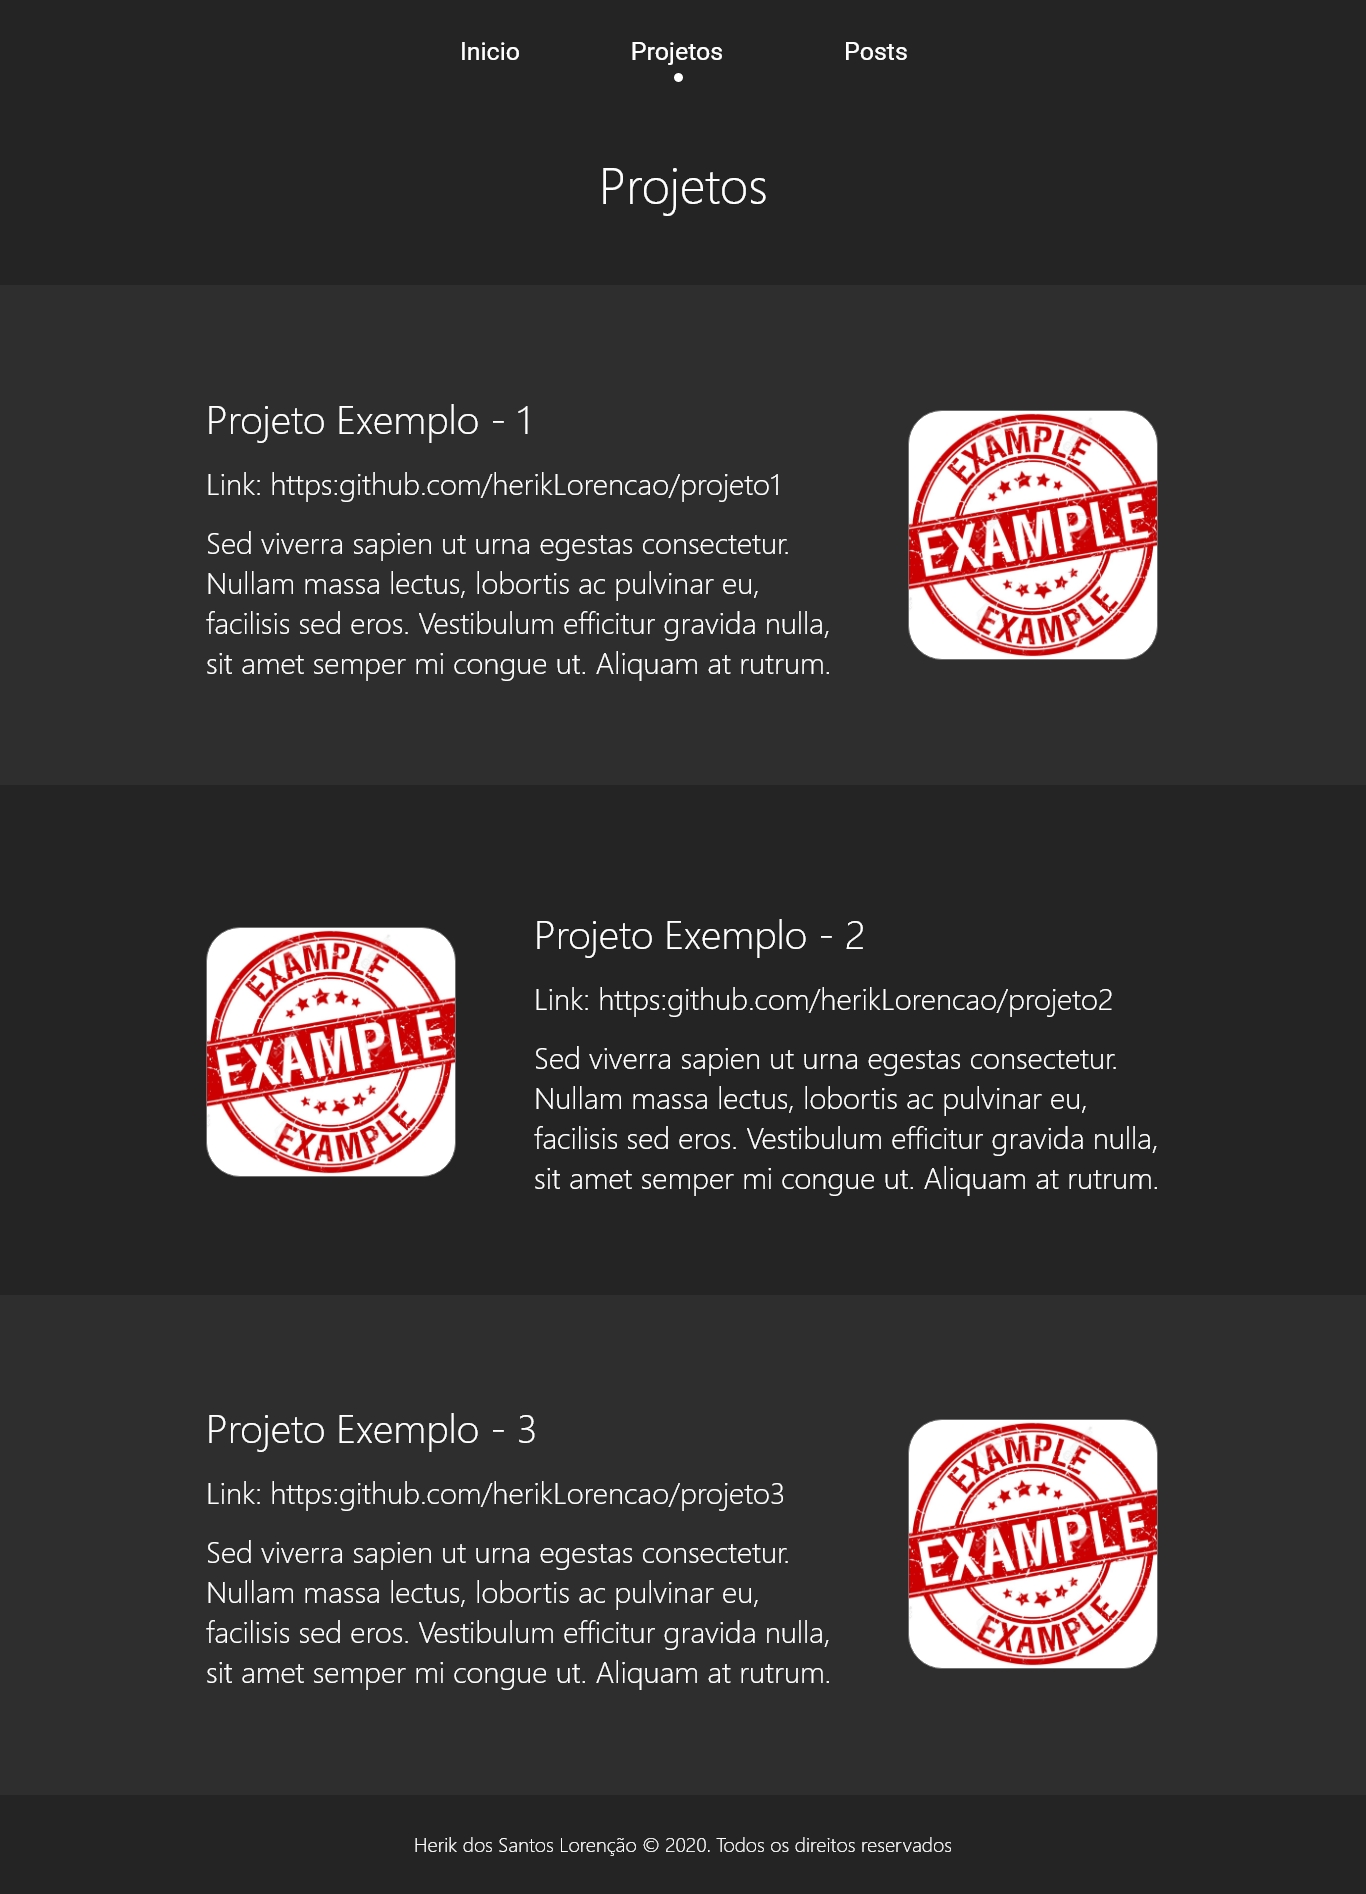 Inicio Projetos Posts
Projetos
Projeto Exemplo - 1
Link: https:github.com/herikLorencao/projeto1
Sed viverra sapien ut urna egestas consectetur.
Nullam massa lectus, lobortis ac pulvinar eu,
facilisis sed eros. Vestibulum efficitur gravida nulla,
sit amet semper mi congue ut. Aliquam at rutrum.
EXAMPLE
EXAMPLE
EXAMPLE
EXAMPLE
EXAMPLE
EXAMPLE
Projeto Exemplo - 2
Link: https:github.com/herikLorencao/projeto2
Sed viverra sapien ut urna egestas consectetur.
Nullam massa lectus, lobortis ac pulvinar eu,
facilisis sed eros. Vestibulum efficitur gravida nulla,
sit amet semper mi congue ut. Aliquam at rutrum.
Projeto Exemplo - 3
Link: https:github.com/herikLorencao/projeto3
Sed viverra sapien ut urna egestas consectetur.
Nullam massa lectus, lobortis ac pulvinar eu,
facilisis sed eros. Vestibulum efficitur gravida nulla,
sit amet semper mi congue ut. Aliquam at rutrum.
EXAMPLE
EXAMPLE
EXAMPLE
Herik dos Santos Lorenção © 2020. Todos os direitos reservados